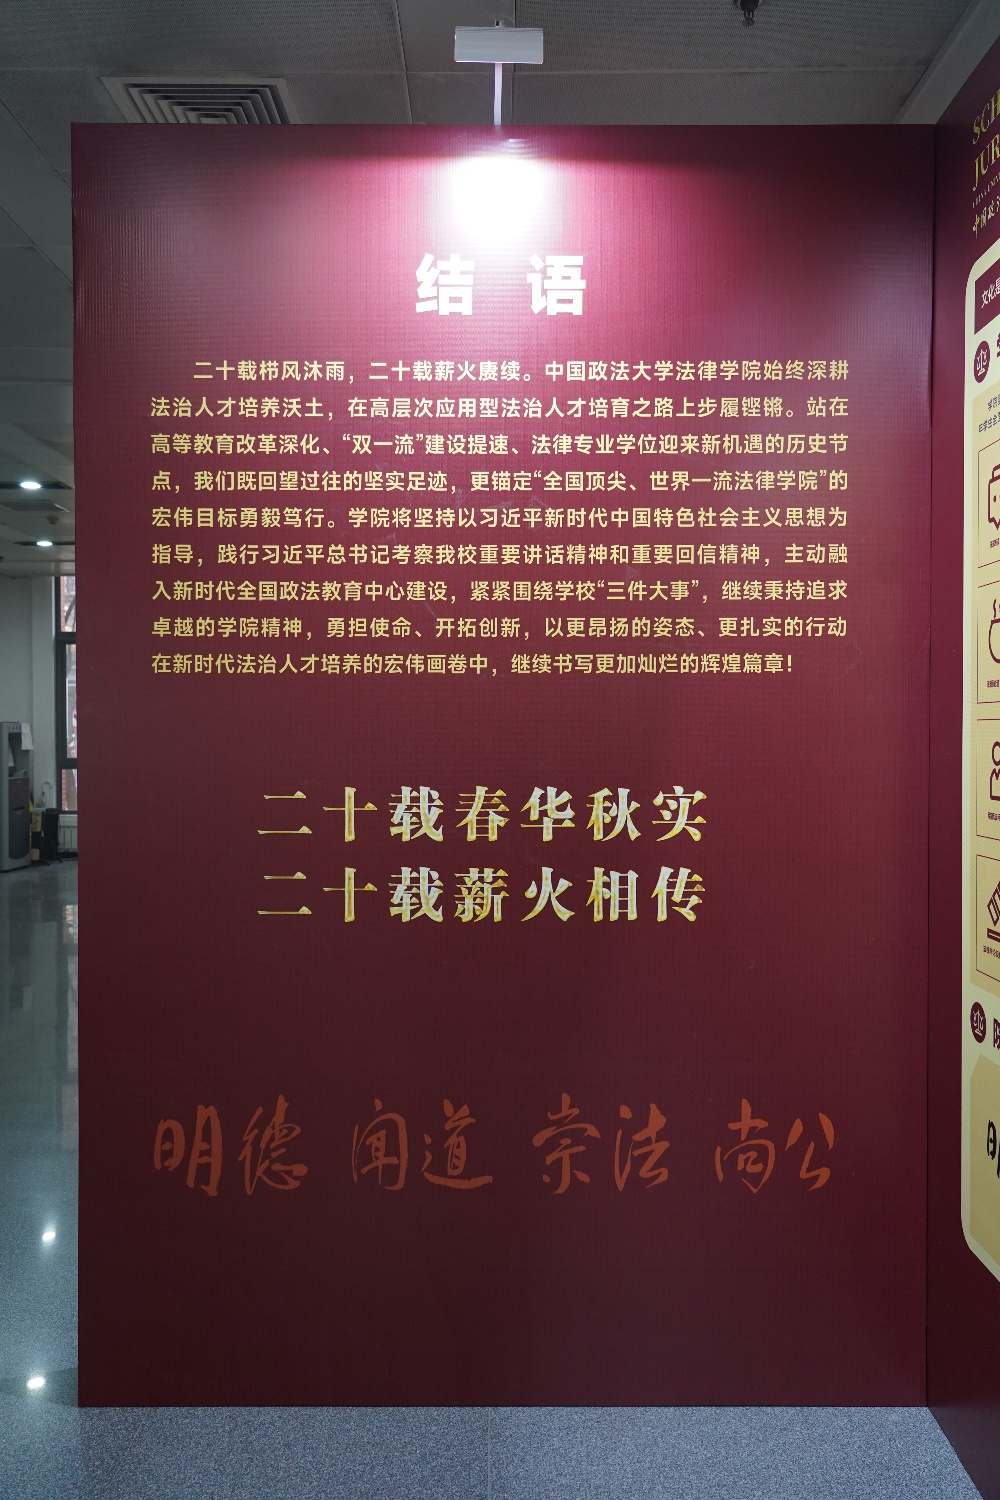 结 语
二十载栉风沐雨，二十载薪火赓续。中国政法大学法律学院始终深耕
法治人才培养沃土，在高层次应用型法治人才培育之路上步履铿锵。站在
高等教育改革深化、“双一流”建设提速、法律专业学位迎来新机遇的历史节
点，我们既回望过往的坚实足迹，更锚定“全国顶尖、世界一流法律学院”的
宏伟目标勇毅笃行。学院将坚持以习近平新时代中国特色社会主义思想为
指导，践行习近平总书记考察我校重要讲话精神和重要回信精神，主动融
入新时代全国政法教育中心建设，紧紧围绕学校“三件大事”，继续秉持追求
卓越的学院精神，勇担使命、开拓创新，以更昂扬的姿态、更扎实的行动
在新时代法治人才培养的宏伟画卷中，继续书写更加灿烂的辉煌篇章！
二十载春华秋实
二十载薪火相传
明德 闻道 崇法 尚公
SCH
JUR
中国政法
文化是